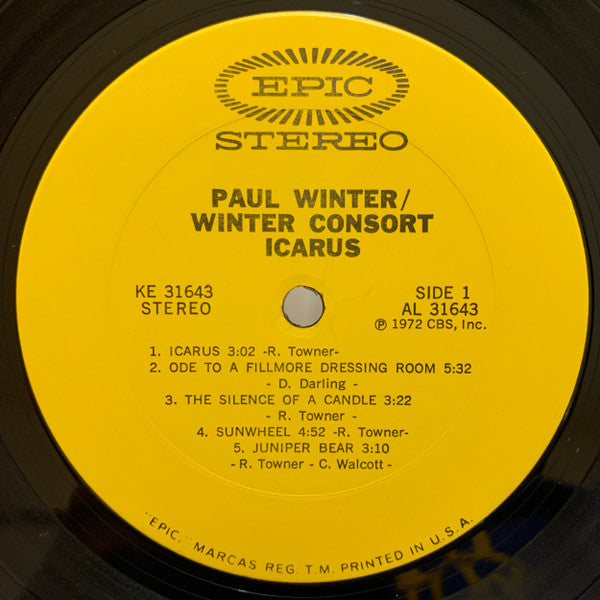 EPIC
STEREO
PAUL WINTER/
WINTER CONSORT
ICARUS
KE 31643
STEREO
SIDE 1
AL 31643
℗ 1972 CBS, Inc.
1. ICARUS 3:02 -R. Towner-
2. ODE TO A FILLMORE DRESSING ROOM 5:32
- D. Darling -
3. THE SILENCE OF A CANDLE 3:22
- R. Towner -
4. SUNWHEEL 4:52 -R. Towner-
5. JUNIPER BEAR 3:10
- R. Towner - C. Walcott -
"EPIC," MARCAS REG. T.M. PRINTED IN U.S.A.